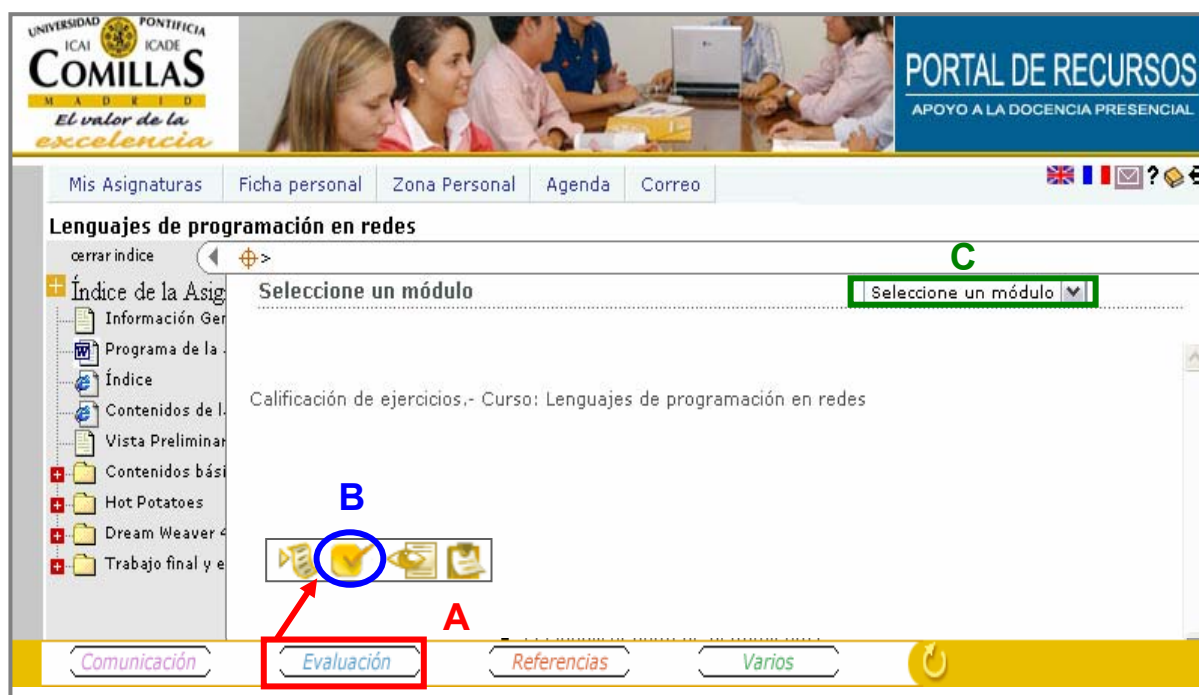 UNIVERSIDAD PONTIFICIA
ICAI ICADE
COMILLAS
M A D R I D
El valor de la
excelencia
PORTAL DE RECURSOS
APOYO A LA DOCENCIA PRESENCIAL
Mis Asignaturas Ficha personal Zona Personal Agenda Correo
?
Lenguajes de programación en redes
cerrar indice
>
C
Índice de la Asig
Seleccione un módulo
Seleccione un módulo
Información Ger
Programa de la
Índice
Contenidos de l
Vista Preliminar
Contenidos bási
Hot Potatoes
Dream Weaver 4
Trabajo final y e
Calificación de ejercicios.- Curso: Lenguajes de programación en redes
B
A
Comunicación Evaluación Referencias Varios